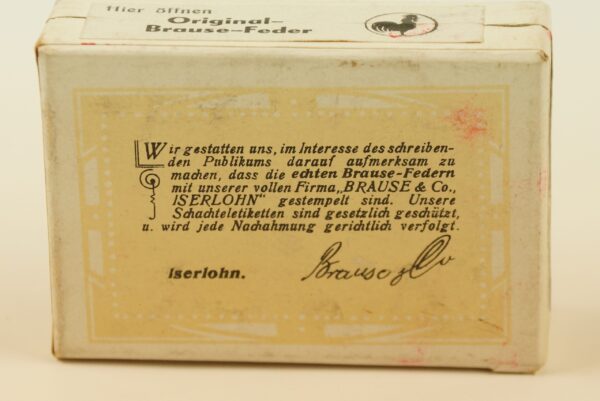 Hier öffnen
Original-
Brause-Feder
Wir gestatten uns, im Interesse des schreiben-
den Publikums darauf aufmerksam zu
machen, dass die echten Brause-Federn
mit unserer vollen Firma „BRAUSE & Co.,
ISERLOHN“ gestempelt sind. Unsere
Schachteletiketten sind gesetzlich geschützt,
u. wird jede Nachahmung gerichtlich verfolgt.
Iserlohn.
Brause & Co